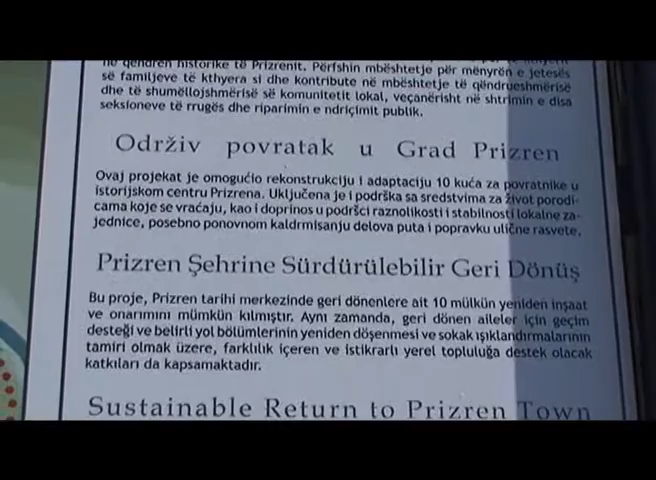 në qendrën historike të Prizrenit. Përfshin mbështetje për mënyrën e jetesës
së familjeve të kthyera si dhe kontribute në mbështetje të qëndrueshmërisë
dhe të shumëllojshmërisë së komunitetit lokal, veçanërisht në shtrimin e disa
seksioneve të rrugës dhe riparimin e ndriçimit publik.
Održiv povratak u Grad Prizren
Ovaj projekat je omogućio rekonstrukciju i adaptaciju 10 kuća za povratnike u
istorijskom centru Prizrena. Uključena je i podrška sa sredstvima za život porodi-
cama koje se vraćaju, kao i doprinos u podršci raznolikosti i stabilnosti lokalne za-
jednice, posebno ponovnom kaldrmisanju delova puta i popravku ulične rasvete.
Prizren Şehrine Sürdürülebilir Geri Dönüş
Bu proje, Prizren tarihi merkezinde geri dönenlere ait 10 mülkün yeniden inşaat
ve onarımını mümkün kılmıştır. Aynı zamanda, geri dönen aileler için geçim
desteği ve belirli yol bölümlerinin yeniden döşenmesi ve sokak ışıklandırmalarının
tamiri olmak üzere, farklılık içeren ve istikrarlı yerel topluluğa destek olacak
katkıları da kapsamaktadır.
Sustainable Return to Prizren Town